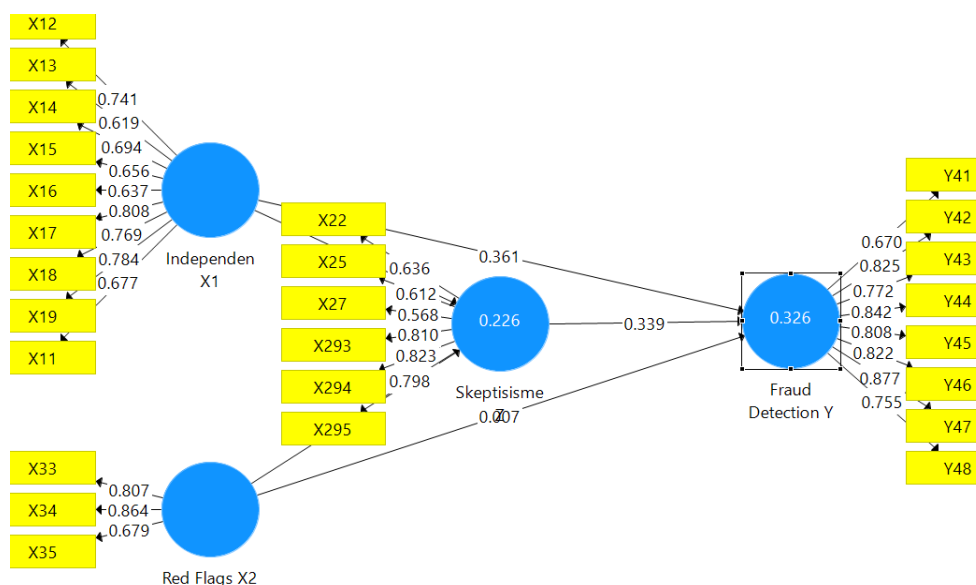 X12
X13
X14
X15
X16
X17
X18
X19
X11
0.741
0.619
0.694
0.656
0.637
0.808
0.769
0.784
0.677
Independen
X1
X22
X25
X27
X293
X294
X295
0.636
0.612
0.568
0.810
0.823
0.798
0.226
Skeptisisme
Z
0.361
0.339
0.007
X33
X34
X35
0.807
0.864
0.679
Red Flags X2
0.326
Fraud
Detection Y
0.670
0.825
0.772
0.842
0.808
0.822
0.877
0.755
Y41
Y42
Y43
Y44
Y45
Y46
Y47
Y48